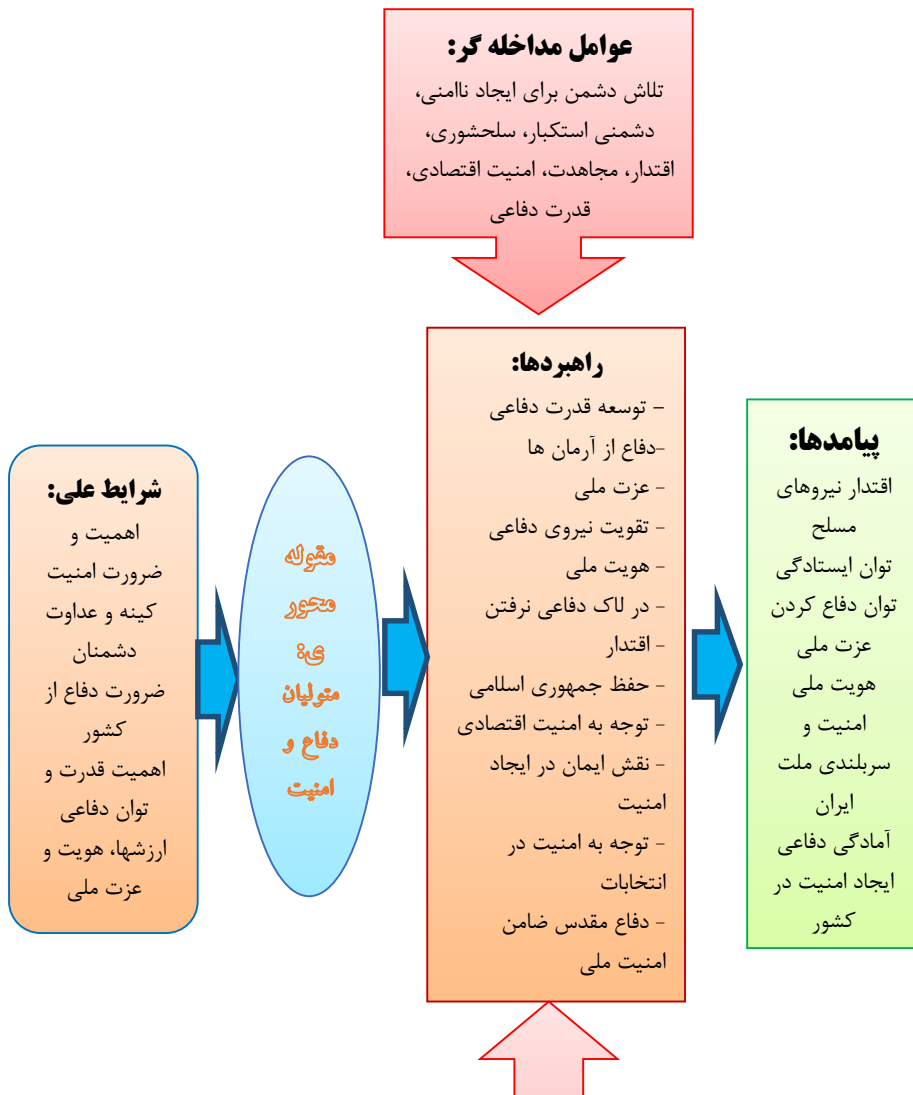 عوامل مداخله گر:
تلاش دشمن برای ایجاد ناامنی،
دشمنی استکبار، سلحشوری،
اقتدار، مجاهدت، امنیت اقتصادی،
قدرت دفاعی
شرایط علی:
اهمیت و
ضرورت امنیت
کینه و عداوت
دشمنان
ضرورت دفاع از
کشور
اهمیت قدرت و
توان دفاعی
ارزشها، هویت و
عزت ملی
مقوله
محور
ی:
متولیان
دفاع و
امنیت
راهبردها:
- توسعه قدرت دفاعی
-دفاع از آرمان ها
- عزت ملی
- تقویت نیروی دفاعی
- هویت ملی
- در لاک دفاعی نرفتن
- اقتدار
- حفظ جمهوری اسلامی
- توجه به امنیت اقتصادی
- نقش ایمان در ایجاد
امنیت
- توجه به امنیت در
انتخابات
- دفاع مقدس ضامن
امنیت ملی
پیامدها:
اقتدار نیروهای
مسلح
توان ایستادگی
توان دفاع کردن
عزت ملی
هویت ملی
امنیت و
سربلندی ملت
ایران
آمادگی دفاعی
ایجاد امنیت در
کشور